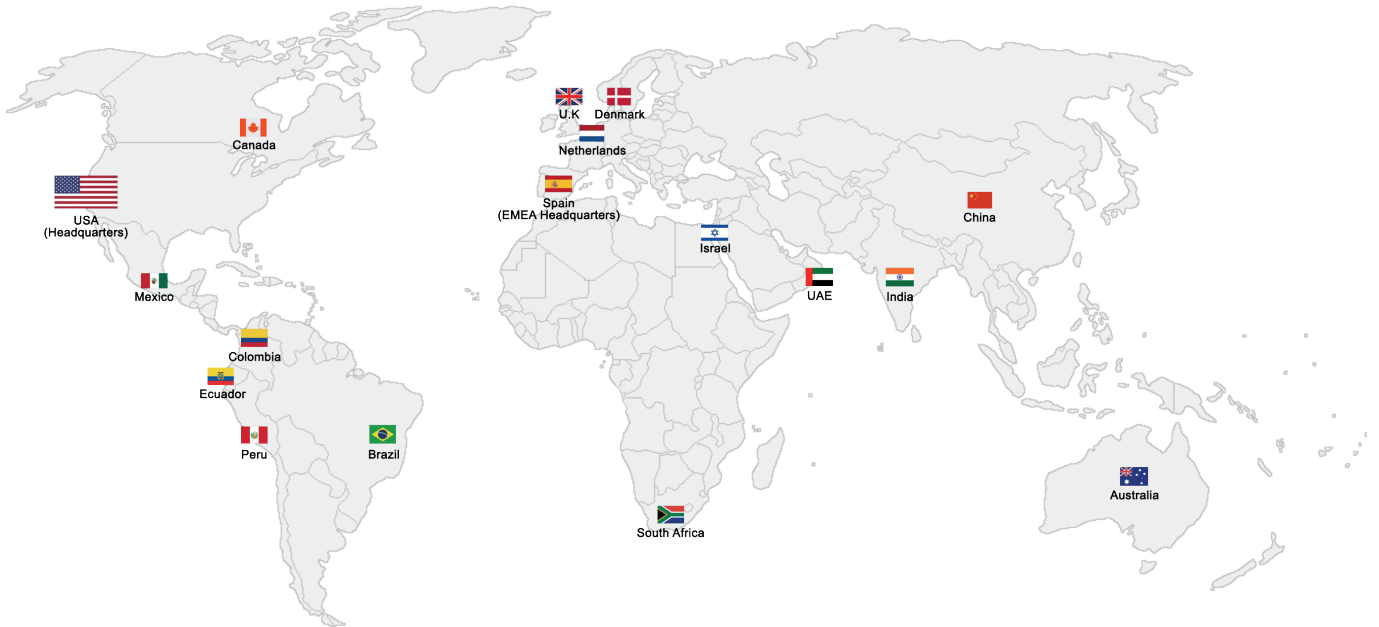 U.K
Denmark
Canada
Netherlands
Spain
(EMEA Headquarters)
USA
(Headquarters)
China
Israel
Mexico
UAE
India
Colombia
Ecuador
Peru
Brazil
Australia
South Africa